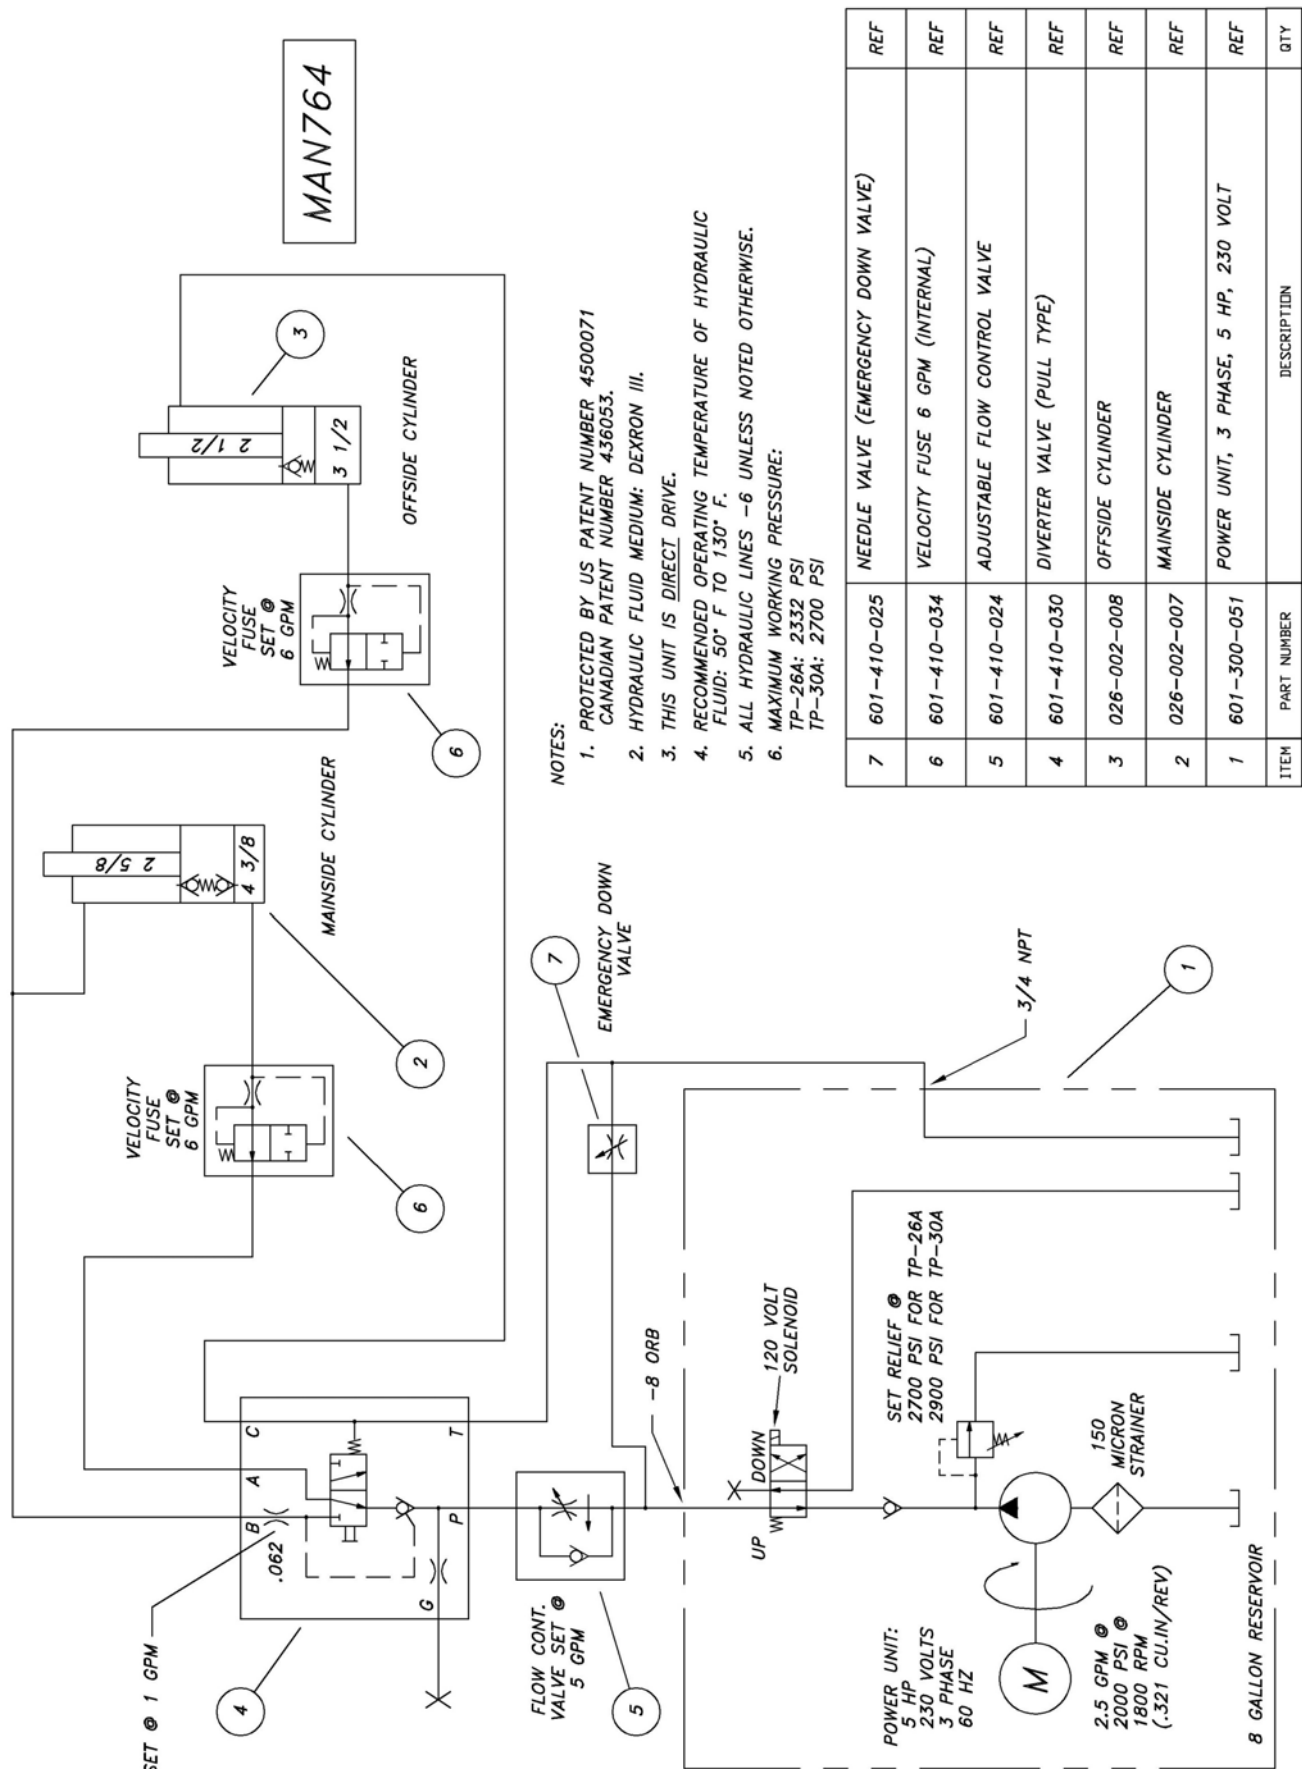 MAN764
SET @ 1 GPM
VELOCITY
FUSE
SET @
6 GPM
VELOCITY
FUSE
SET @
6 GPM
2 5/8
4 3/8
MAINSIDE CYLINDER
2 1/2
3 1/2
OFFSIDE CYLINDER
3
6
2
6
4
B
A
C
.062
G
P
T
FLOW CONT.
VALVE SET @
5 GPM
5
-8 ORB
7
EMERGENCY DOWN
VALVE
3/4 NPT
1
UP
DOWN
120 VOLT
SOLENOID
SET RELIEF @
2700 PSI FOR TP-26A
2900 PSI FOR TP-30A
150
MICRON
STRAINER
POWER UNIT:
5 HP
230 VOLTS
3 PHASE
60 HZ
M
2.5 GPM @
2000 PSI @
1800 RPM
(.321 CU.IN/REV)
8 GALLON RESERVOIR
NOTES:
1. PROTECTED BY US PATENT NUMBER 4500071
CANADIAN PATENT NUMBER 436053.
2. HYDRAULIC FLUID MEDIUM: DEXRON III.
3. THIS UNIT IS DIRECT DRIVE.
4. RECOMMENDED OPERATING TEMPERATURE OF HYDRAULIC
FLUID: 50° F TO 130° F.
5. ALL HYDRAULIC LINES -6 UNLESS NOTED OTHERWISE.
6. MAXIMUM WORKING PRESSURE:
TP-26A: 2332 PSI
TP-30A: 2700 PSI
7 601-410-025 NEEDLE VALVE (EMERGENCY DOWN VALVE) REF
6 601-410-034 VELOCITY FUSE 6 GPM (INTERNAL) REF
5 601-410-024 ADJUSTABLE FLOW CONTROL VALVE REF
4 601-410-030 DIVERTER VALVE (PULL TYPE) REF
3 026-002-008 OFFSIDE CYLINDER REF
2 026-002-007 MAINSIDE CYLINDER REF
1 601-300-051 POWER UNIT, 3 PHASE, 5 HP, 230 VOLT REF
ITEM PART NUMBER DESCRIPTION QTY